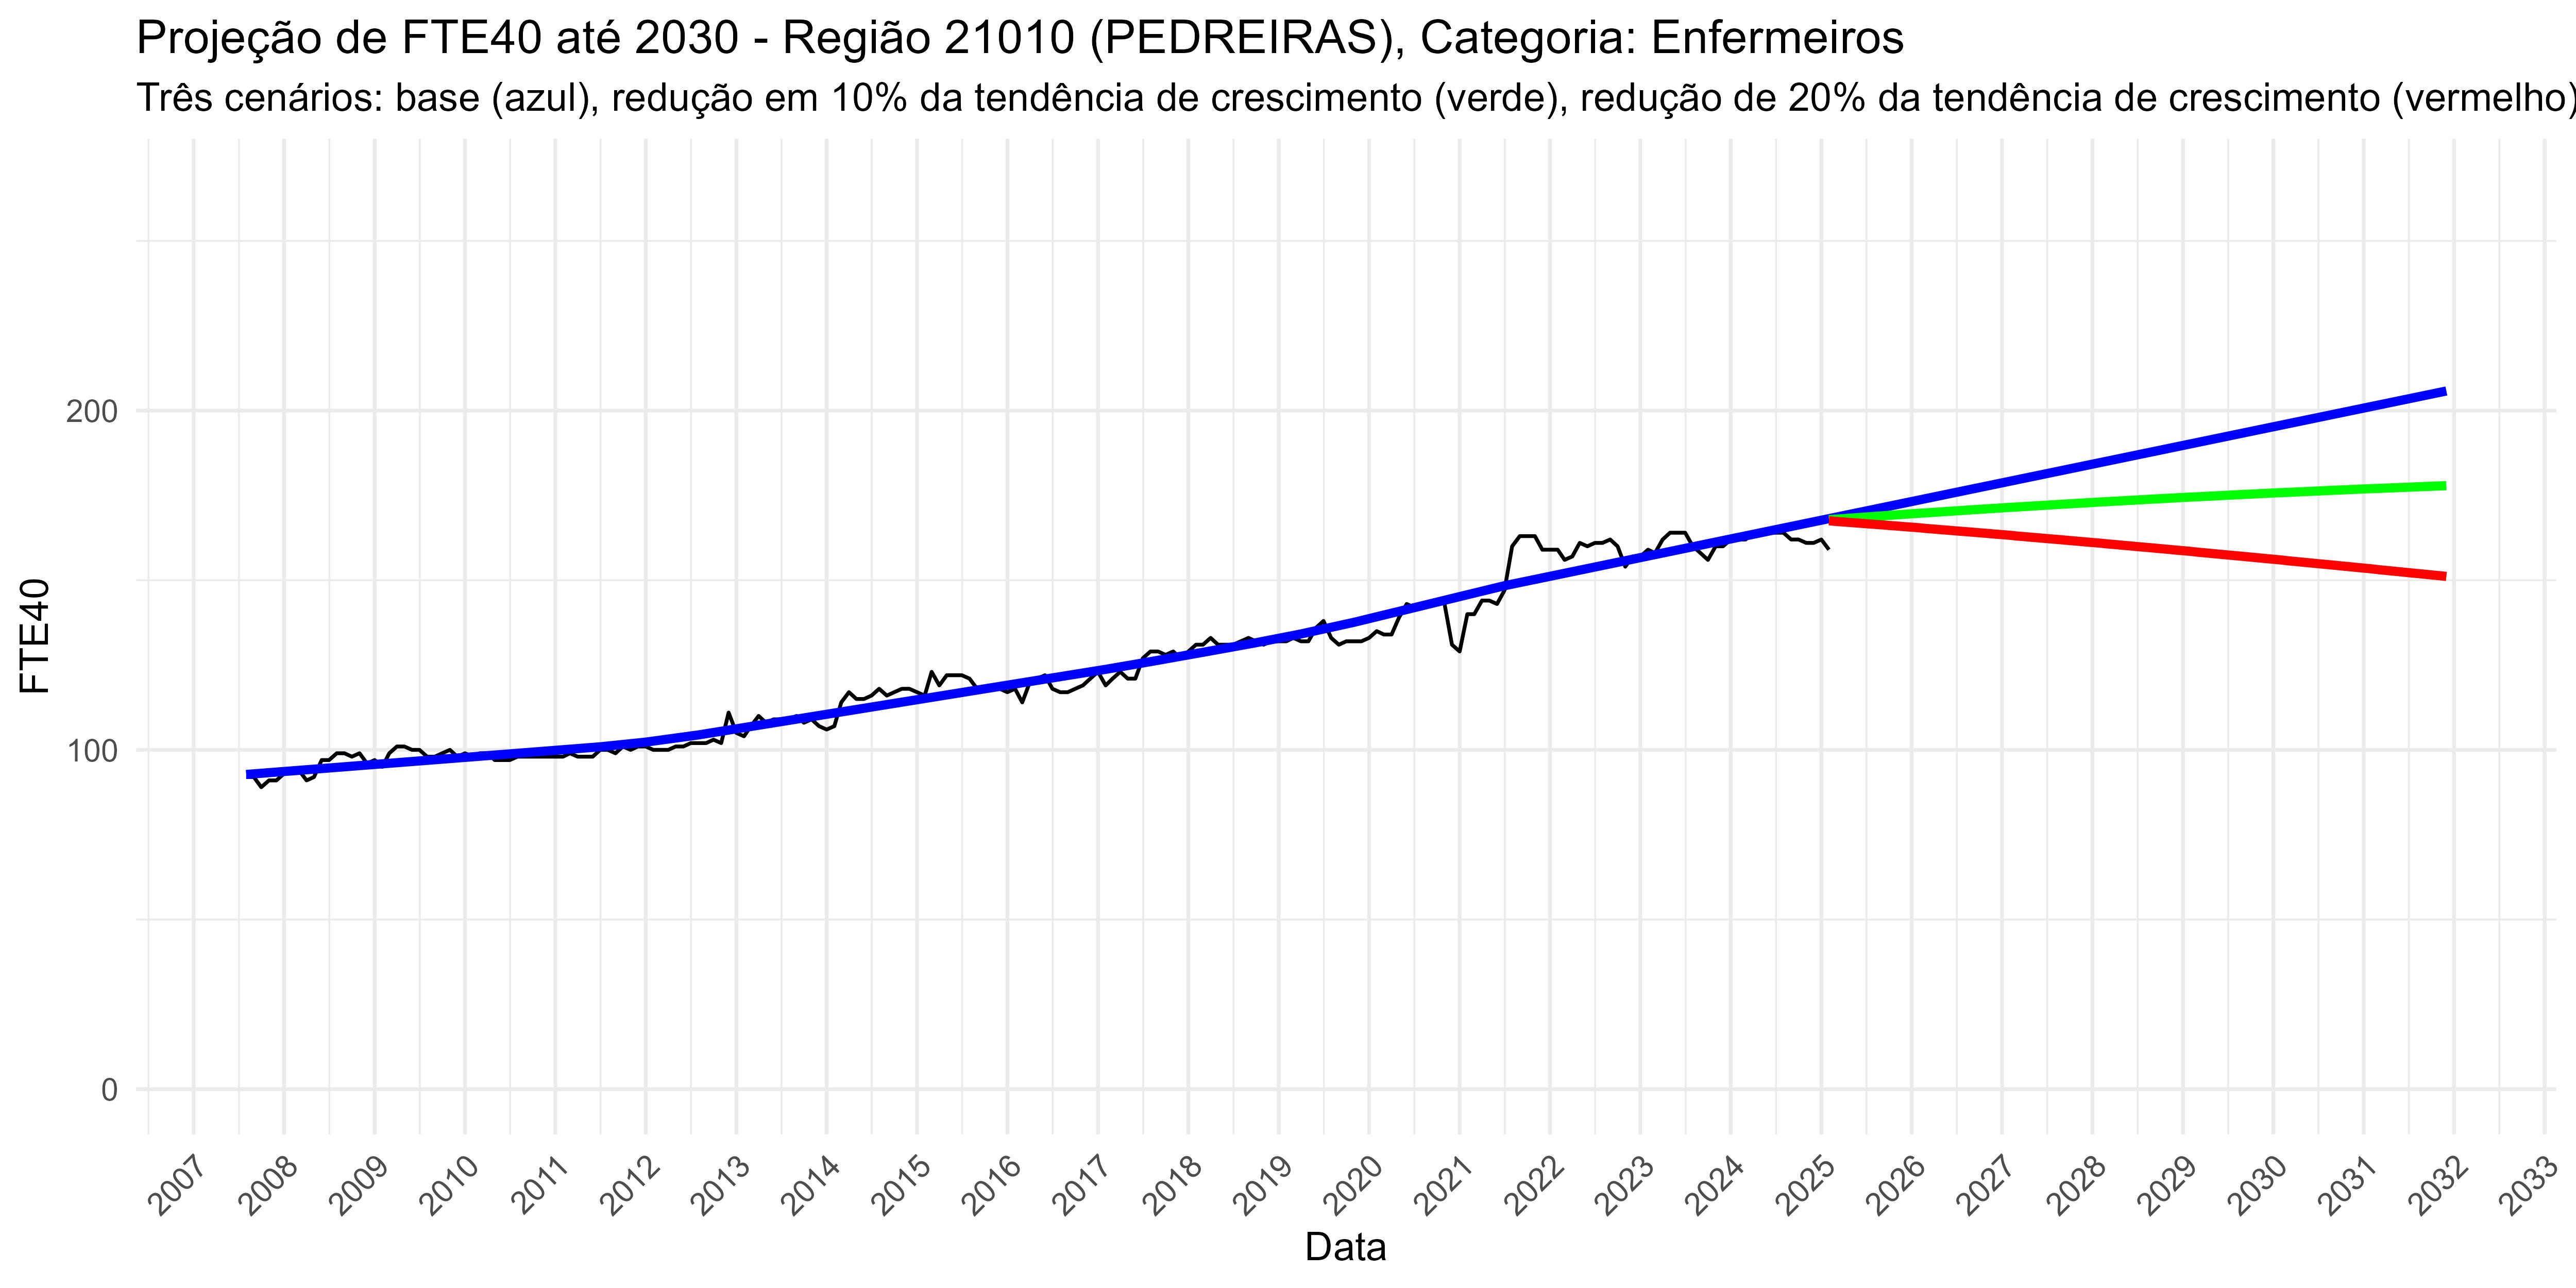 Projeção de FTE40 até 2030 - Região 21010 (PEDREIRAS), Categoria: Enfermeiros
Três cenários: base (azul), redução em 10% da tendência de crescimento (verde), redução de 20% da tendência de crescimento (vermelho)
FTE40
200
100
0
2007 2008 2009 2010 2011 2012 2013 2014 2015 2016 2017 2018 2019 2020 2021 2022 2023 2024 2025 2026 2027 2028 2029 2030 2031 2032 2033
Data